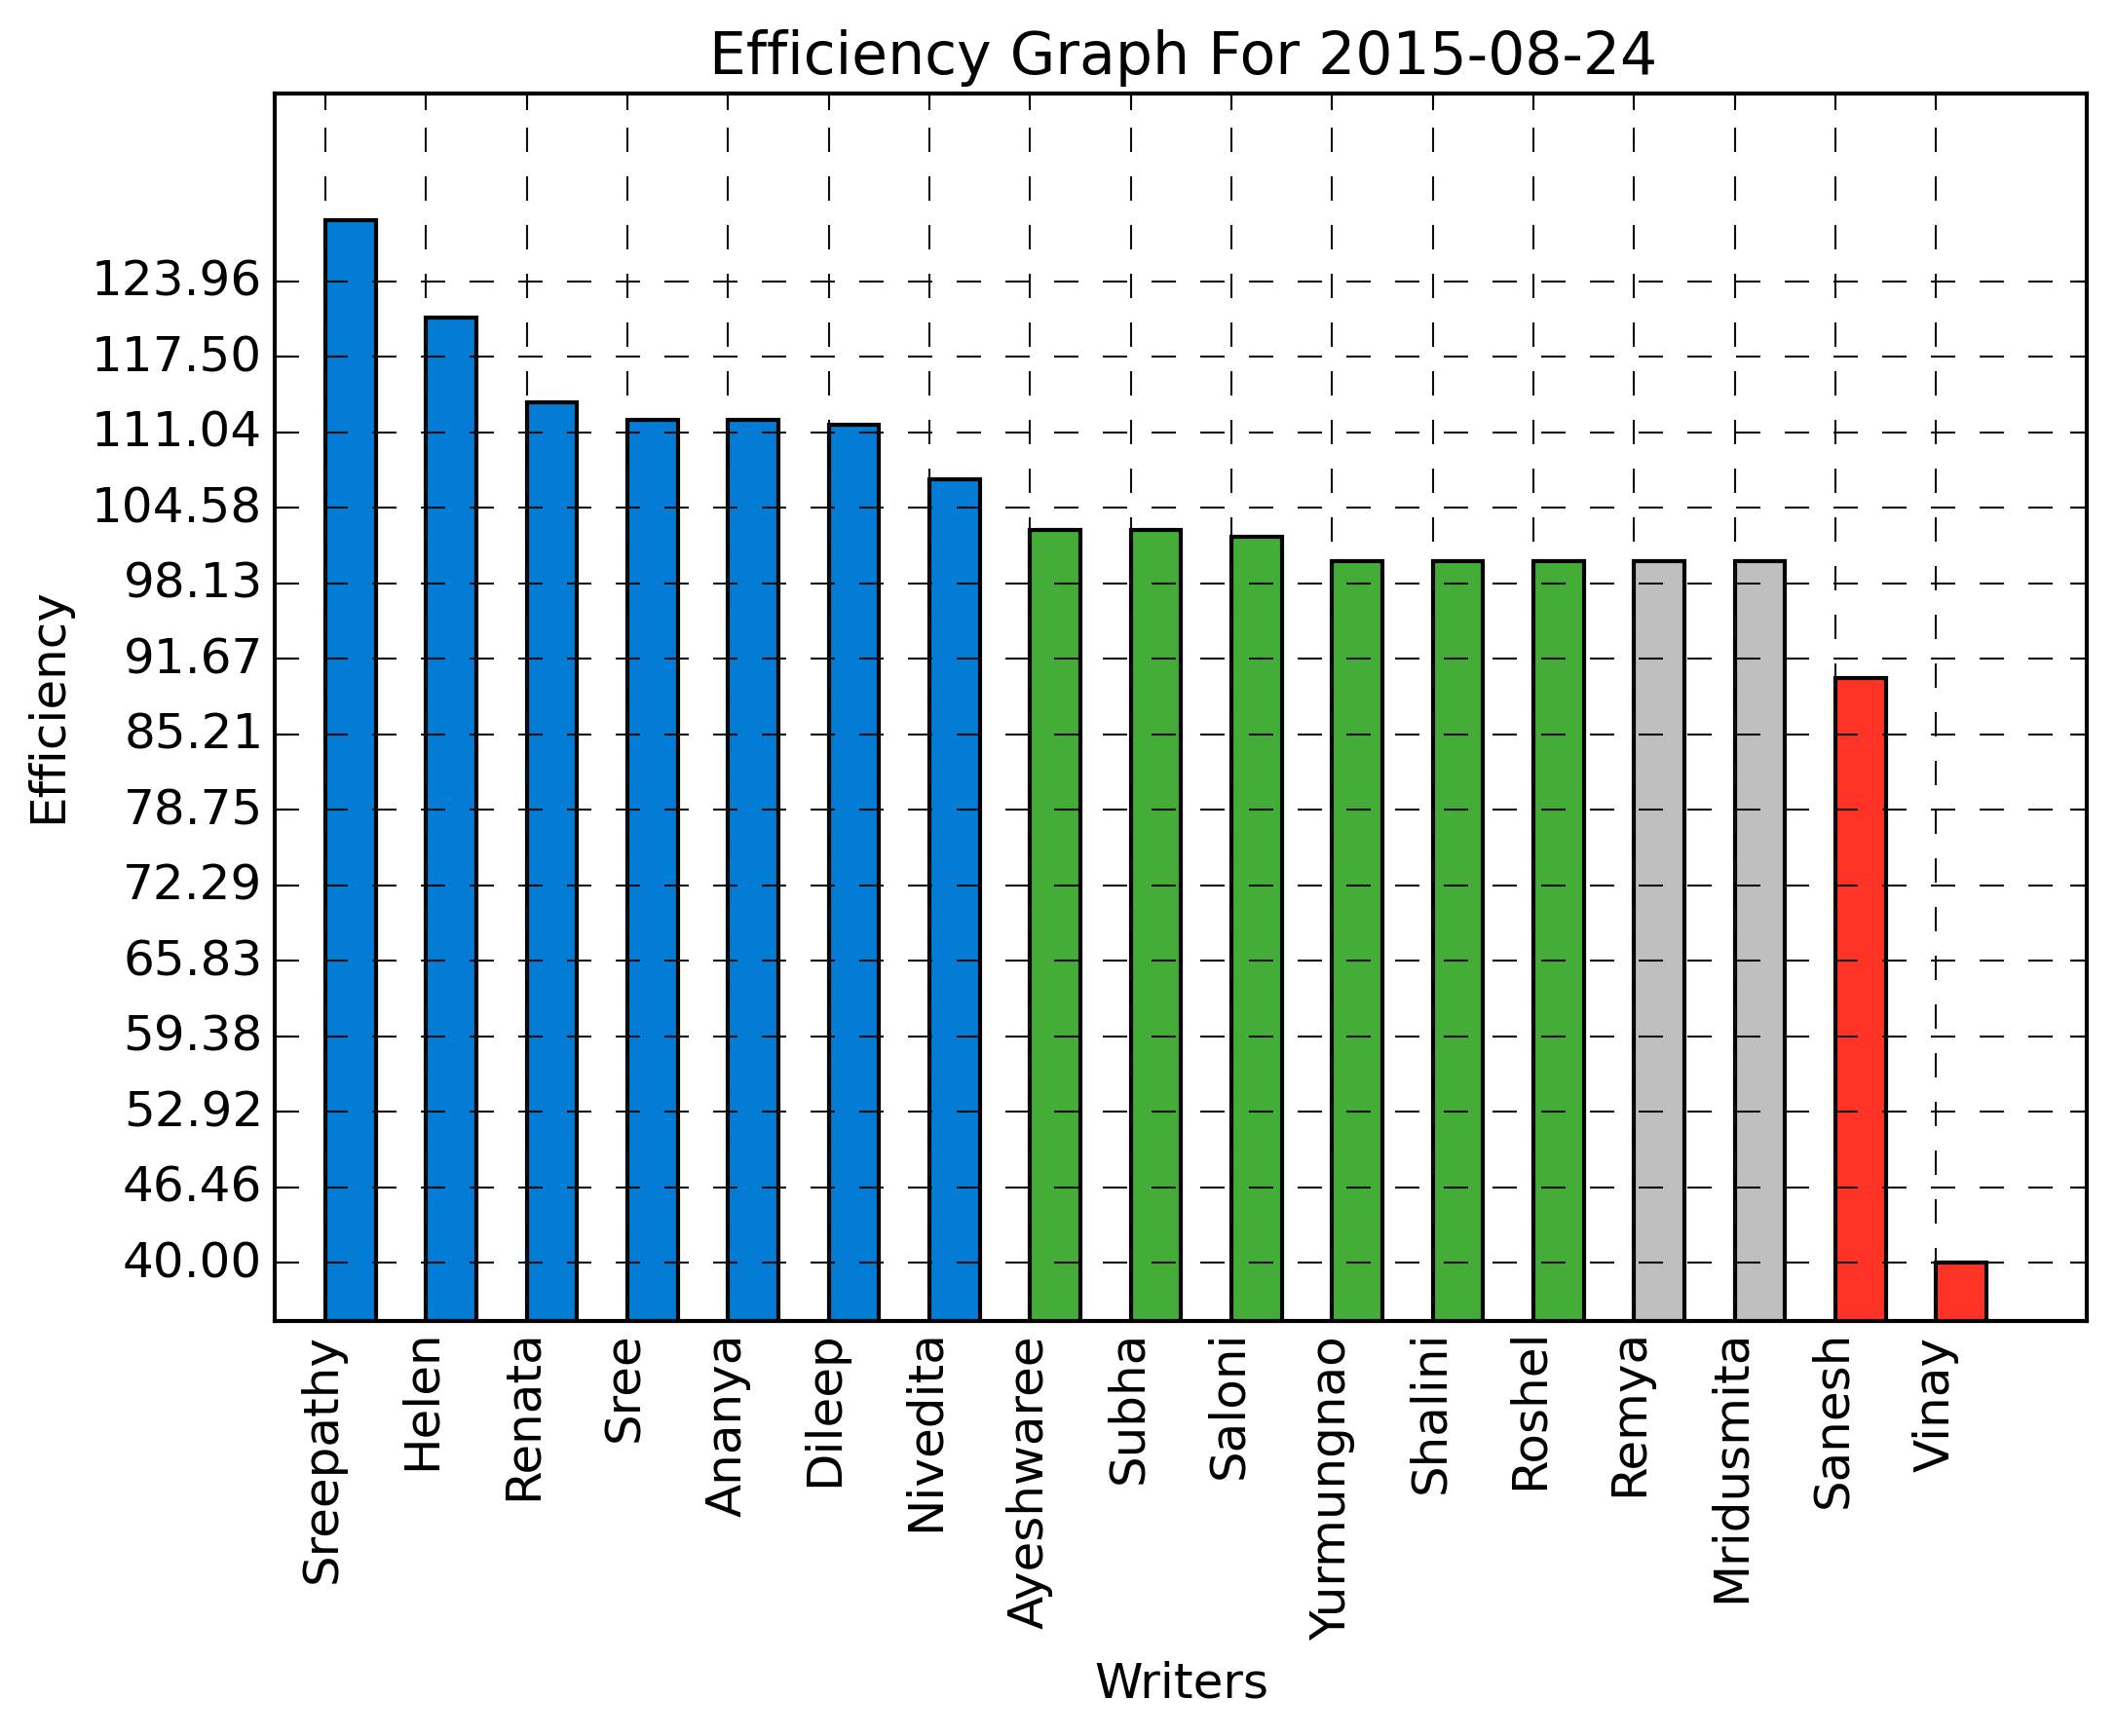 Efficiency Graph For 2015-08-24
Efficiency
123.96
117.50
111.04
104.58
98.13
91.67
85.21
78.75
72.29
65.83
59.38
52.92
46.46
40.00
Sreepathy
Helen
Renata
Sree
Ananya
Dileep
Nivedita
Ayeshwaree
Subha
Saloni
Yurmungnao
Shalini
Roshel
Remya
Mridusmita
Sanesh
Vinay
Writers